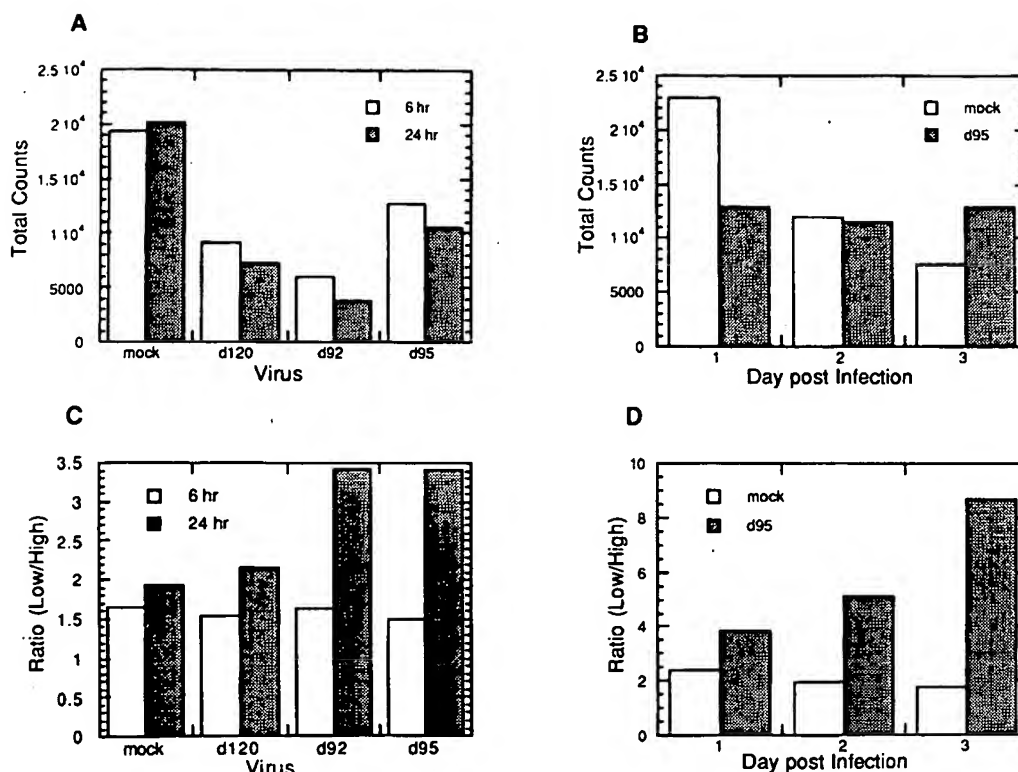 A
2.5 10⁴
2 10⁴
1.5 10⁴
1 10⁴
5000
0
Total Counts
6 hr
24 hr
mock d120 d92 d95
Virus
B
2.5 10⁴
2 10⁴
1.5 10⁴
1 10⁴
5000
0
Total Counts
mock
d95
1 2 3
Day post Infection
C
3.5
3
2.5
2
1.5
1
0.5
0
Ratio (Low/High)
6 hr
24 hr
mock d120 d92 d95
Virus
D
10
8
6
4
2
0
Ratio (Low/High)
mock
d95
1 2 3
Day post Infection